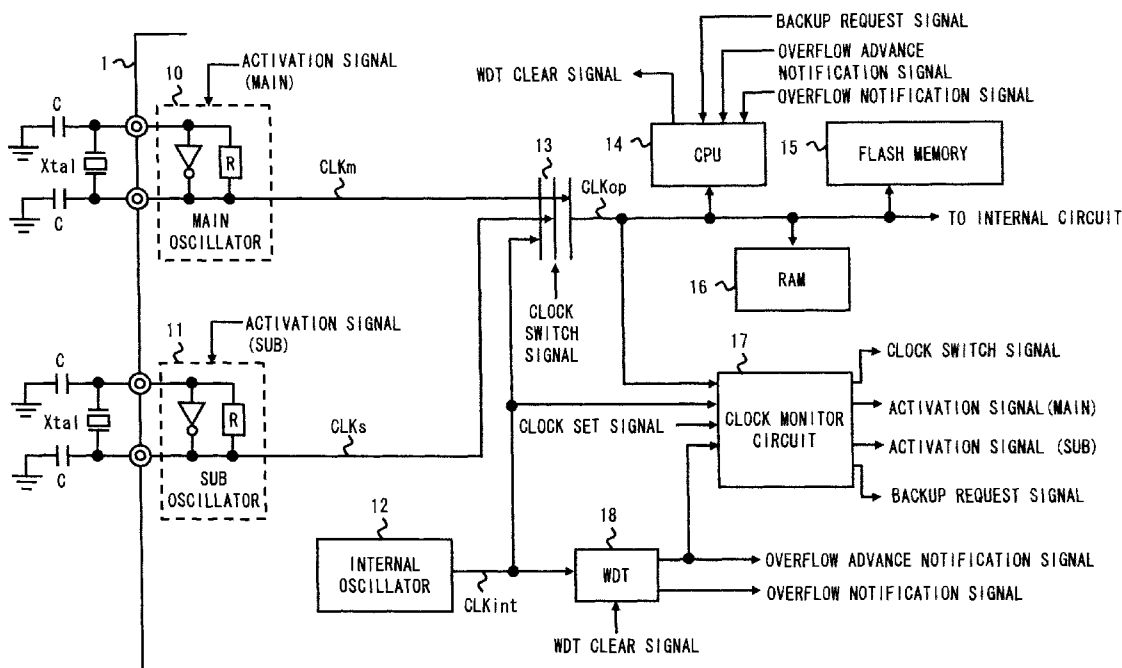 BACKUP REQUEST SIGNAL
OVERFLOW ADVANCE
NOTIFICATION SIGNAL
OVERFLOW NOTIFICATION SIGNAL
WDT CLEAR SIGNAL
1
ACTIVATION SIGNAL
(MAIN)
10
C
Xtal
C
R
MAIN
OSCILLATOR
CLKm
13
CLKop
14
CPU
15
FLASH MEMORY
TO INTERNAL CIRCUIT
16
RAM
CLOCK
SWITCH
SIGNAL
11
ACTIVATION SIGNAL
(SUB)
C
Xtal
C
R
SUB
OSCILLATOR
CLKs
17
CLOCK MONITOR
CIRCUIT
CLOCK SET SIGNAL
CLOCK SWITCH SIGNAL
ACTIVATION SIGNAL(MAIN)
ACTIVATION SIGNAL (SUB)
BACKUP REQUEST SIGNAL
12
INTERNAL
OSCILLATOR
CLKint
18
WDT
OVERFLOW ADVANCE NOTIFICATION SIGNAL
OVERFLOW NOTIFICATION SIGNAL
WDT CLEAR SIGNAL